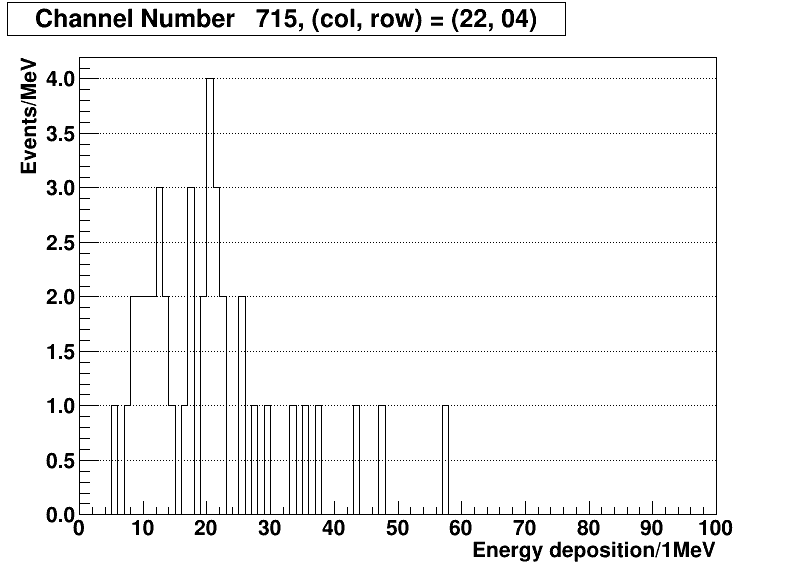 Channel Number 715, (col, row) = (22, 04)
Events/MeV
4.0
3.5
3.0
2.5
2.0
1.5
1.0
0.5
0.0
0 10 20 30 40 50 60 70 80 90 100
Energy deposition/1MeV